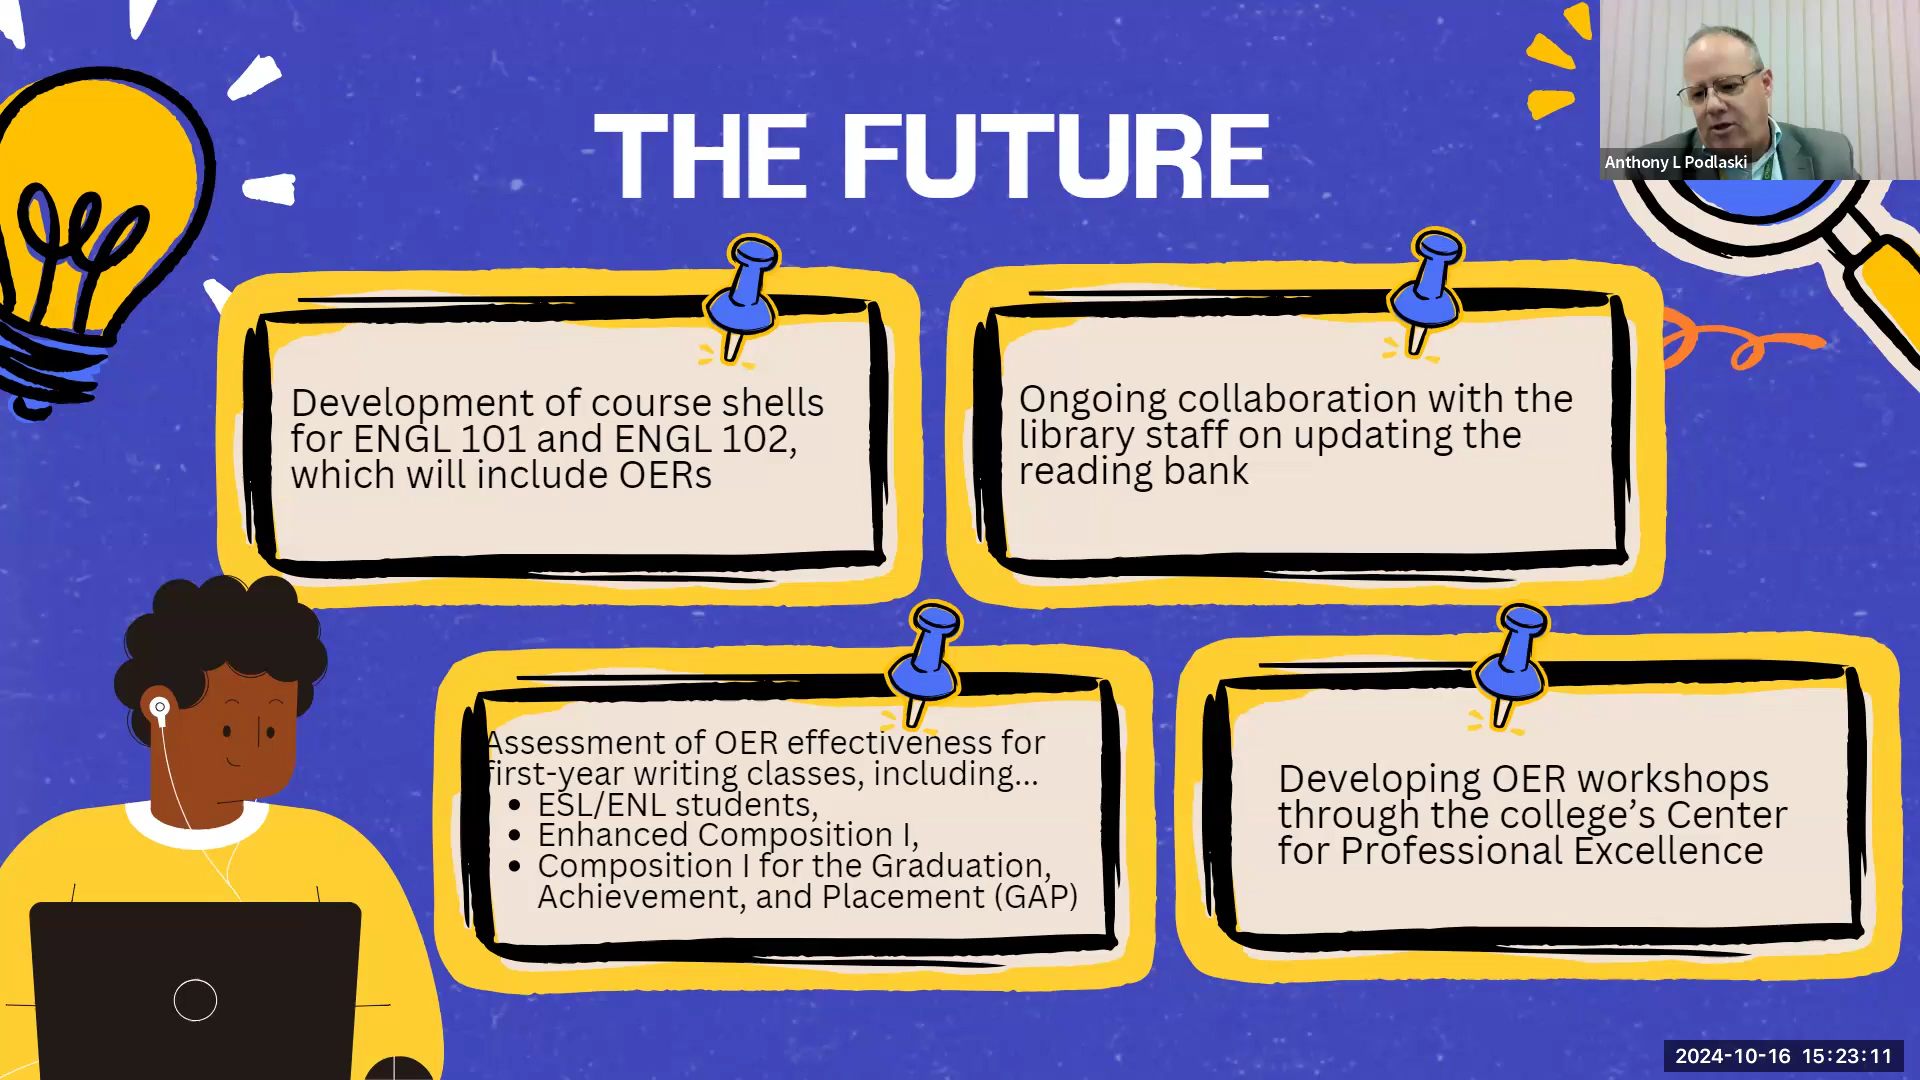 THE FUTURE
Anthony L Podlaski
Development of course shells
for ENGL 101 and ENGL 102,
which will include OERs
Ongoing collaboration with the
library staff on updating the
reading bank
Assessment of OER effectiveness for
first-year writing classes, including...
• ESL/ENL students,
• Enhanced Composition I,
• Composition I for the Graduation,
Achievement, and Placement (GAP)
Developing OER workshops
through the college’s Center
for Professional Excellence
2024-10-16 15:23:11